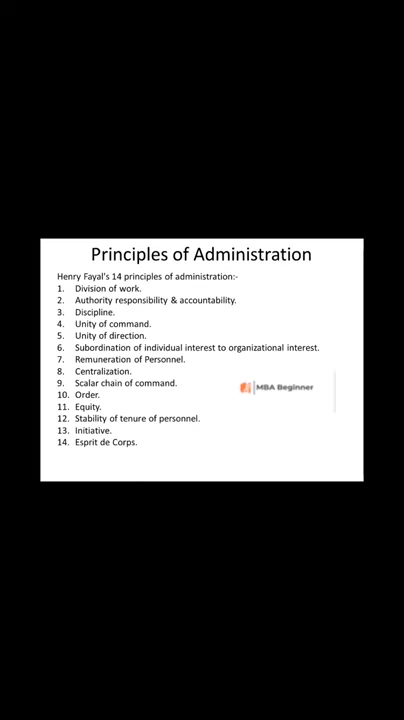 Principles of Administration
Henry Fayal's 14 principles of administration:-
1. Division of work.
2. Authority responsibility & accountability.
3. Discipline.
4. Unity of command.
5. Unity of direction.
6. Subordination of individual interest to organizational interest.
7. Remuneration of Personnel.
8. Centralization.
9. Scalar chain of command.
10. Order.
11. Equity.
12. Stability of tenure of personnel.
13. Initiative.
14. Esprit de Corps.
MBA Beginner